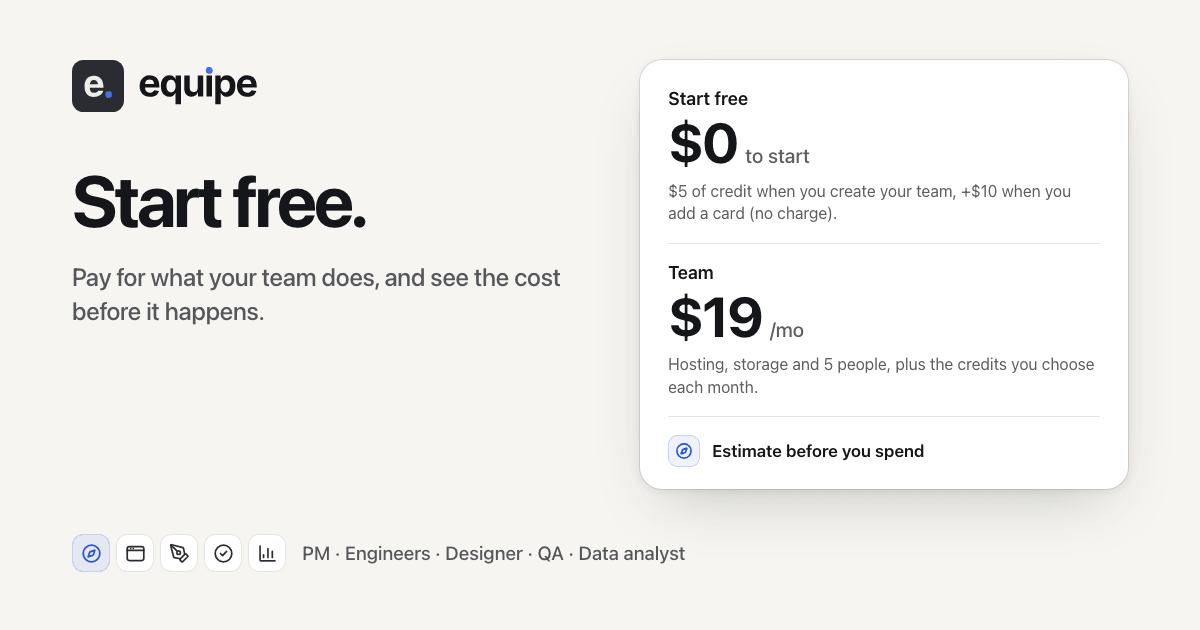 e.
equipe
Start free.
Pay for what your team does, and see the cost
before it happens.
Start free
$0 to start
$5 of credit when you create your team, +$10 when you
add a card (no charge).
Team
$19 /mo
Hosting, storage and 5 people, plus the credits you choose
each month.
Estimate before you spend
PM · Engineers · Designer · QA · Data analyst